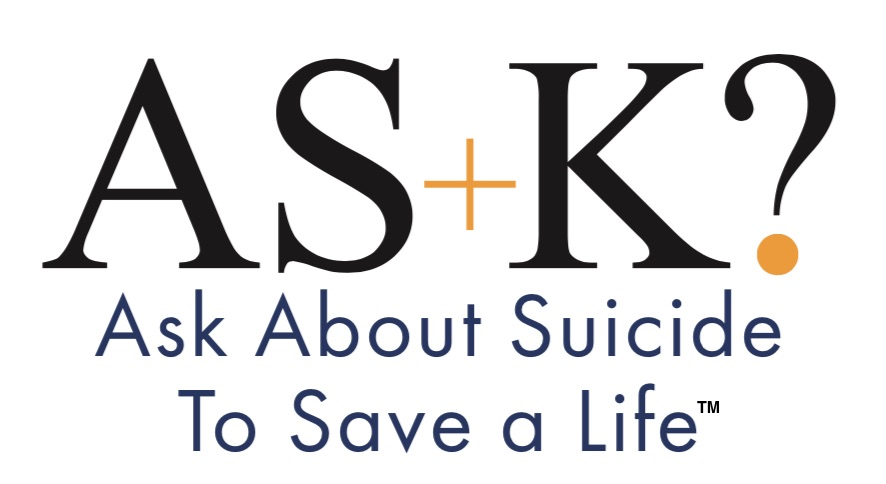 AS+K?
Ask About Suicide
To Save a Life™